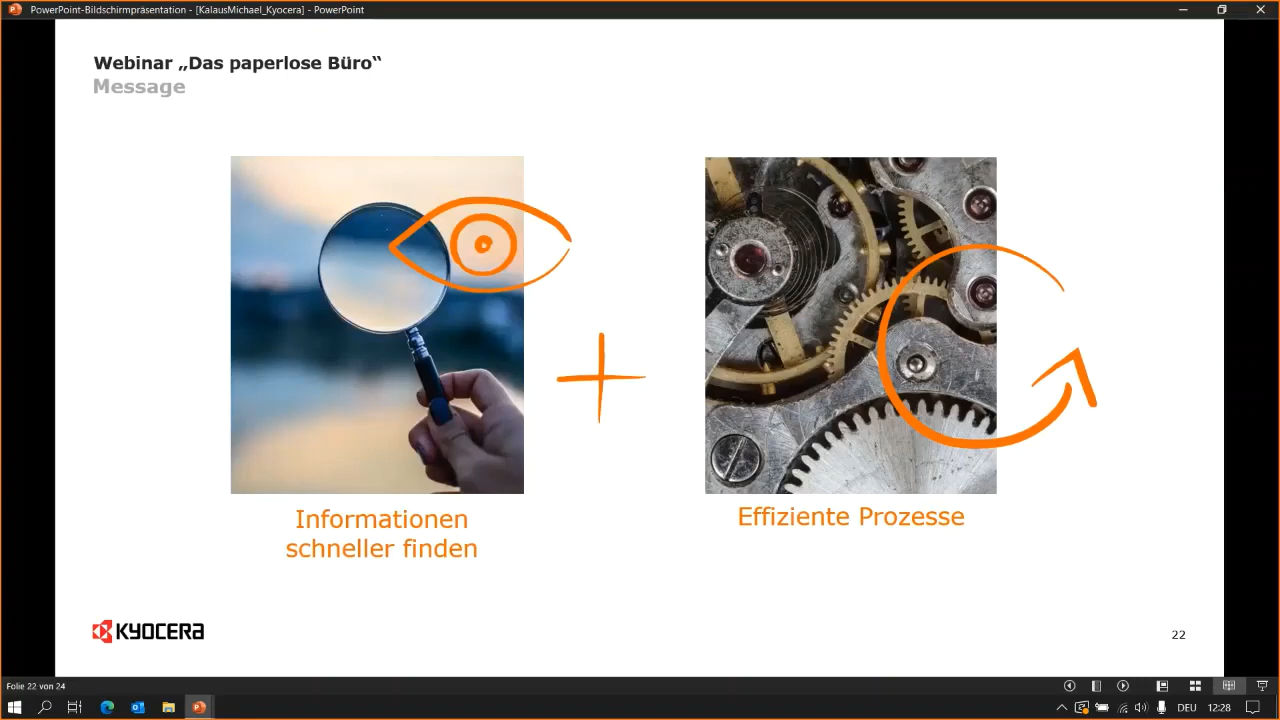 PowerPoint-Bildschirmpräsentation - [KalausMichael_Kyocera] - PowerPoint
Webinar „Das paperlose Büro“
Message
Informationen
schneller finden
Effiziente Prozesse
KYOCERA
22
Folie 22 von 24
DEU
12:28